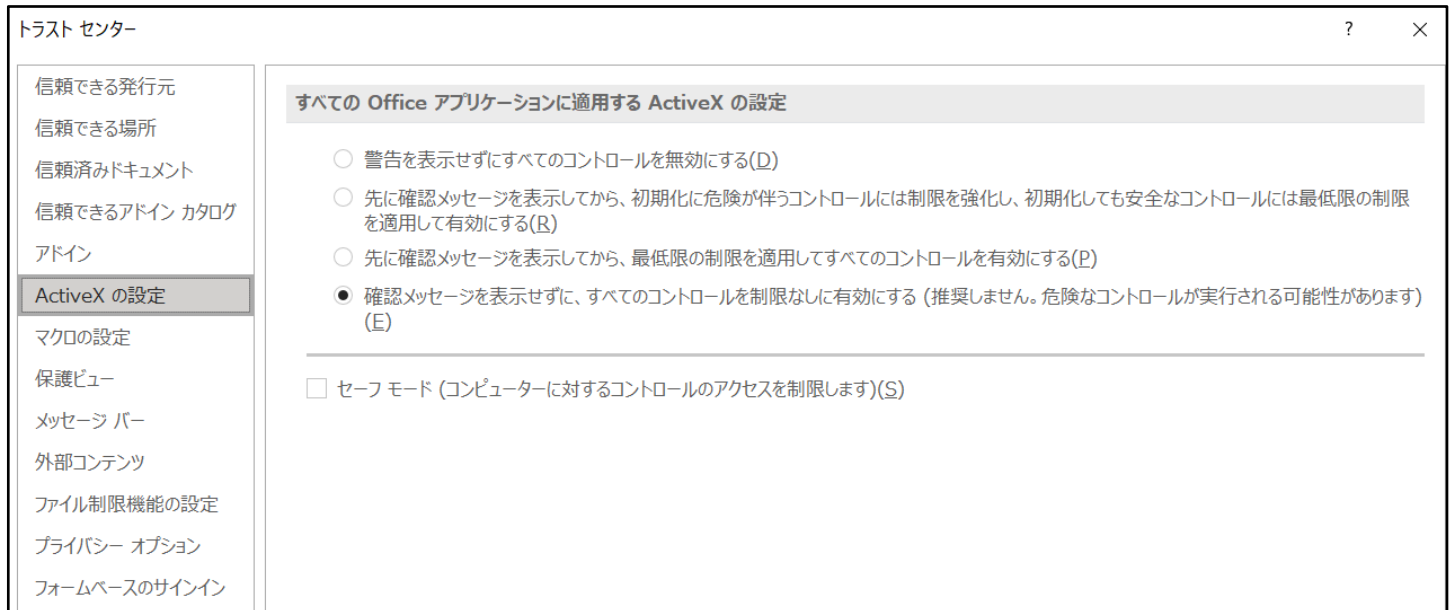 トラスト センター
?
信頼できる発行元
信頼できる場所
信頼済みドキュメント
信頼できるアドイン カタログ
アドイン
ActiveX の設定
マクロの設定
保護ビュー
メッセージ バー
外部コンテンツ
ファイル制限機能の設定
プライバシー オプション
フォームベースのサインイン
すべての Office アプリケーションに適用する ActiveX の設定
警告を表示せずにすべてのコントロールを無効にする(D)
先に確認メッセージを表示してから、初期化に危険が伴うコントロールには制限を強化し、初期化しても安全なコントロールには最低限の制限
を適用して有効にする(R)
先に確認メッセージを表示してから、最低限の制限を適用してすべてのコントロールを有効にする(P)
確認メッセージを表示せずに、すべてのコントロールを制限なしに有効にする (推奨しません。危険なコントロールが実行される可能性があります)
(E)
セーフ モード (コンピューターに対するコントロールのアクセスを制限します)(S)